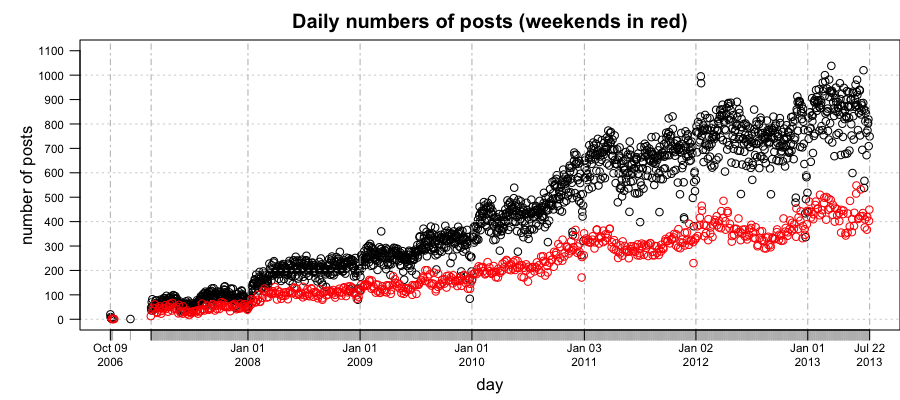 Daily numbers of posts (weekends in red)
number of posts
1100
1000
900
800
700
600
500
400
300
200
100
0
Oct 09 Jan 01 Jan 01 Jan 01 Jan 03 Jan 02 Jan 01 Jul 22
2006 2008 2009 2010 2011 2012 2013 2013
day